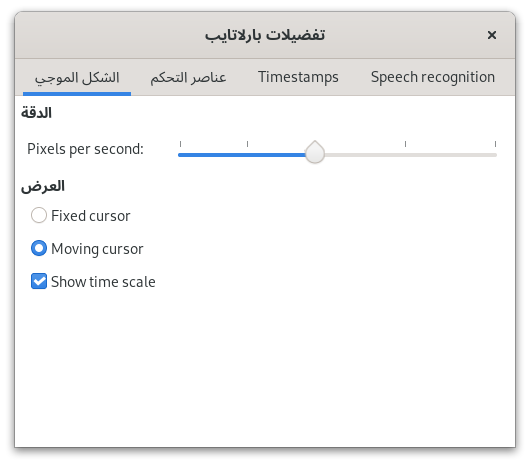 تفضيلات بارلاتايب
الشكل الموجي
عناصر التحكم
Timestamps
Speech recognition
الدقة
Pixels per second:
العرض
Fixed cursor
Moving cursor
Show time scale